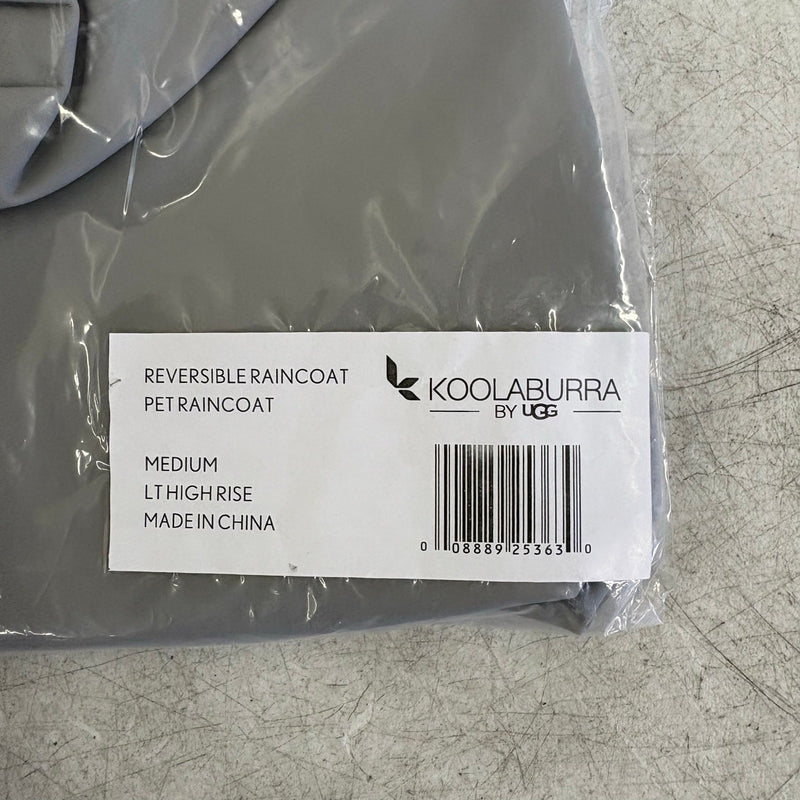 REVERSIBLE RAINCOAT
PET RAINCOAT
MEDIUM
LT HIGH RISE
MADE IN CHINA
KOOLABURRA
BY UGG
0 08889 25363 0